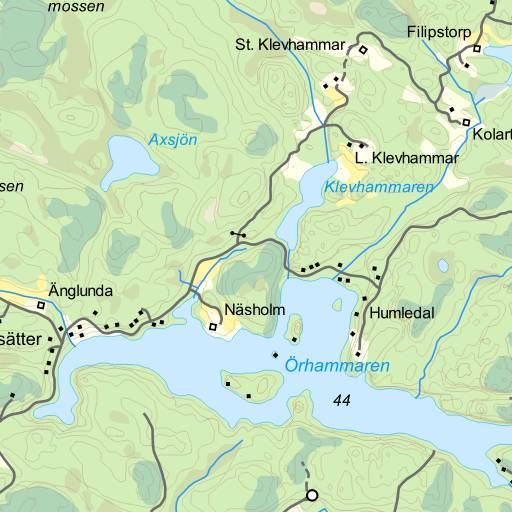 mossen
Filipstorp
St. Klevhammar
Kolart
Axsjön
L. Klevhammar
Klevhammaren
sen
Änglunda
Näsholm
Humledal
sätter
Örhammaren
44